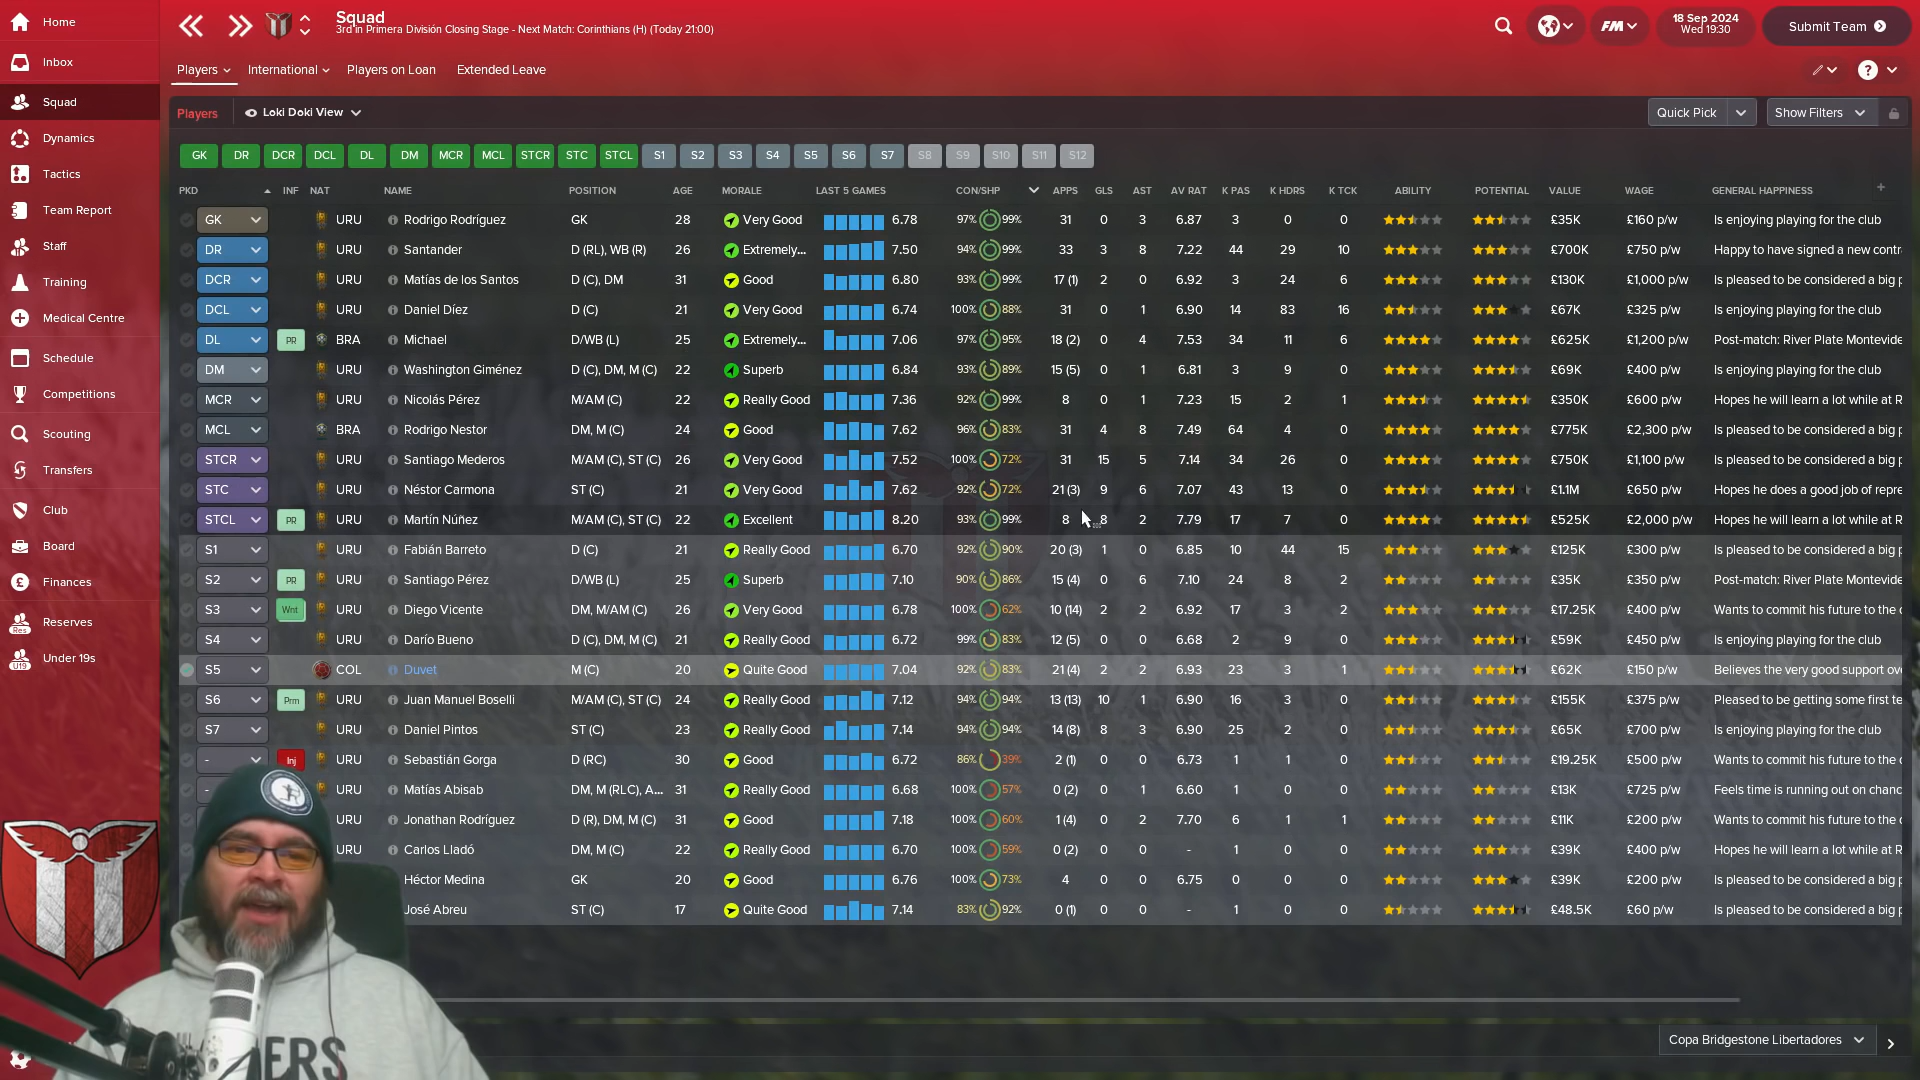 Home
Inbox
Squad
Dynamics
Tactics
Team Report
Staff
Training
Medical Centre
Schedule
Competitions
Scouting
Transfers
Club
Board
Finances
Reserves
Under 19s
Squad
3rd in Primera División Closing Stage - Next Match: Corinthians (H) (Today 21:00)
FM
18 Sep 2024
Wed 19:30
Submit Team
Players International Players on Loan Extended Leave
Players Loki Doki View Quick Pick Show Filters
GK DR DCR DCL DL DM MCR MCL STCR STC STCL S1 S2 S3 S4 S5 S6 S7 S8 S9 S10 S11 S12
PKD INF NAT NAME POSITION AGE MORALE LAST 5 GAMES CON/SHP APPS GLS AST AV RAT K PAS K HDRS K TCK ABILITY POTENTIAL VALUE WAGE GENERAL HAPPINESS
GK URU Rodrigo Rodríguez GK 28 Very Good 6.78 97% 99% 31 0 3 6.87 3 0 0 £35K £160 p/w Is enjoying playing for the club
DR URU Santander D (RL), WB (R) 26 Extremely... 7.50 94% 99% 33 3 8 7.22 44 29 10 £700K £750 p/w Happy to have signed a new contr
DCR URU Matías de los Santos D (C), DM 31 Good 6.80 93% 99% 17 (1) 2 0 6.92 3 24 6 £130K £1,000 p/w Is pleased to be considered a big p
DCL URU Daniel Díez D (C) 21 Very Good 6.74 100% 88% 31 0 1 6.90 14 83 16 £67K £325 p/w Is enjoying playing for the club
DL PR BRA Michael D/WB (L) 25 Extremely... 7.06 97% 95% 18 (2) 0 4 7.53 34 11 6 £625K £1,200 p/w Post-match: River Plate Montevide
DM URU Washington Giménez D (C), DM, M (C) 22 Superb 6.84 93% 89% 15 (5) 0 1 6.81 3 9 0 £69K £400 p/w Is enjoying playing for the club
MCR URU Nicolás Pérez M/AM (C) 22 Really Good 7.36 92% 99% 8 0 1 7.23 15 2 1 £350K £600 p/w Hopes he will learn a lot while at R
MCL BRA Rodrigo Nestor DM, M (C) 24 Good 7.62 96% 83% 31 4 8 7.49 64 4 0 £775K £2,300 p/w Is pleased to be considered a big p
STCR URU Santiago Mederos M/AM (C), ST (C) 26 Very Good 7.52 100% 72% 31 15 5 7.14 34 26 0 £750K £1,100 p/w Is pleased to be considered a big p
STC URU Néstor Carmona ST (C) 21 Very Good 7.62 92% 72% 21 (3) 9 6 7.07 43 13 0 £1.1M £650 p/w Hopes he does a good job of repre
STCL PR URU Martín Núñez M/AM (C), ST (C) 22 Excellent 8.20 93% 99% 8 8 2 7.79 17 7 0 £525K £2,000 p/w Hopes he will learn a lot while at R
S1 URU Fabián Barreto D (C) 21 Really Good 6.70 92% 90% 20 (3) 1 0 6.85 10 44 15 £125K £300 p/w Is pleased to be considered a big p
S2 PR URU Santiago Pérez D/WB (L) 25 Superb 7.10 90% 86% 15 (4) 0 6 7.10 24 8 2 £35K £350 p/w Post-match: River Plate Montevide
S3 Wnt URU Diego Vicente DM, M/AM (C) 26 Very Good 6.78 100% 62% 10 (14) 2 2 6.92 17 3 2 £17.25K £400 p/w Wants to commit his future to the c
S4 URU Darío Bueno D (C), DM, M (C) 21 Really Good 6.72 99% 83% 12 (5) 0 0 6.68 2 9 0 £59K £450 p/w Is enjoying playing for the club
S5 COL Duvet M (C) 20 Quite Good 7.04 92% 83% 21 (4) 2 2 6.93 23 3 1 £62K £150 p/w Believes the very good support ov
S6 Prm URU Juan Manuel Boselli M/AM (C), ST (C) 24 Really Good 7.12 94% 94% 13 (13) 10 1 6.90 16 3 0 £155K £375 p/w Pleased to be getting some first te
S7 URU Daniel Pintos ST (C) 23 Really Good 7.14 94% 94% 14 (8) 8 3 6.90 25 2 0 £65K £700 p/w Is enjoying playing for the club
- Inj URU Sebastián Gorga D (RC) 30 Good 6.72 86% 39% 2 (1) 0 0 6.73 1 1 0 £19.25K £500 p/w Wants to commit his future to the c
- URU Matías Abisab DM, M (RLC), A... 31 Really Good 6.68 100% 57% 0 (2) 0 1 6.60 1 0 0 £13K £725 p/w Feels time is running out on chanc
URU Jonathan Rodríguez D (R), DM, M (C) 31 Good 7.18 100% 60% 1 (4) 0 2 7.70 6 1 1 £11K £200 p/w Wants to commit his future to the c
URU Carlos Lladó DM, M (C) 22 Really Good 6.70 100% 59% 0 (2) 0 0 - 1 0 0 £39K £400 p/w Hopes he will learn a lot while at R
Héctor Medina GK 20 Good 6.76 100% 73% 4 0 0 6.75 0 0 0 £39K £200 p/w Is pleased to be considered a big p
José Abreu ST (C) 17 Quite Good 7.14 83% 92% 0 (1) 0 0 - 1 0 0 £48.5K £60 p/w Is pleased to be considered a big p
Copa Bridgestone Libertadores